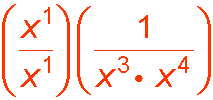 (x¹/x¹)(1/(x³ • x⁴))